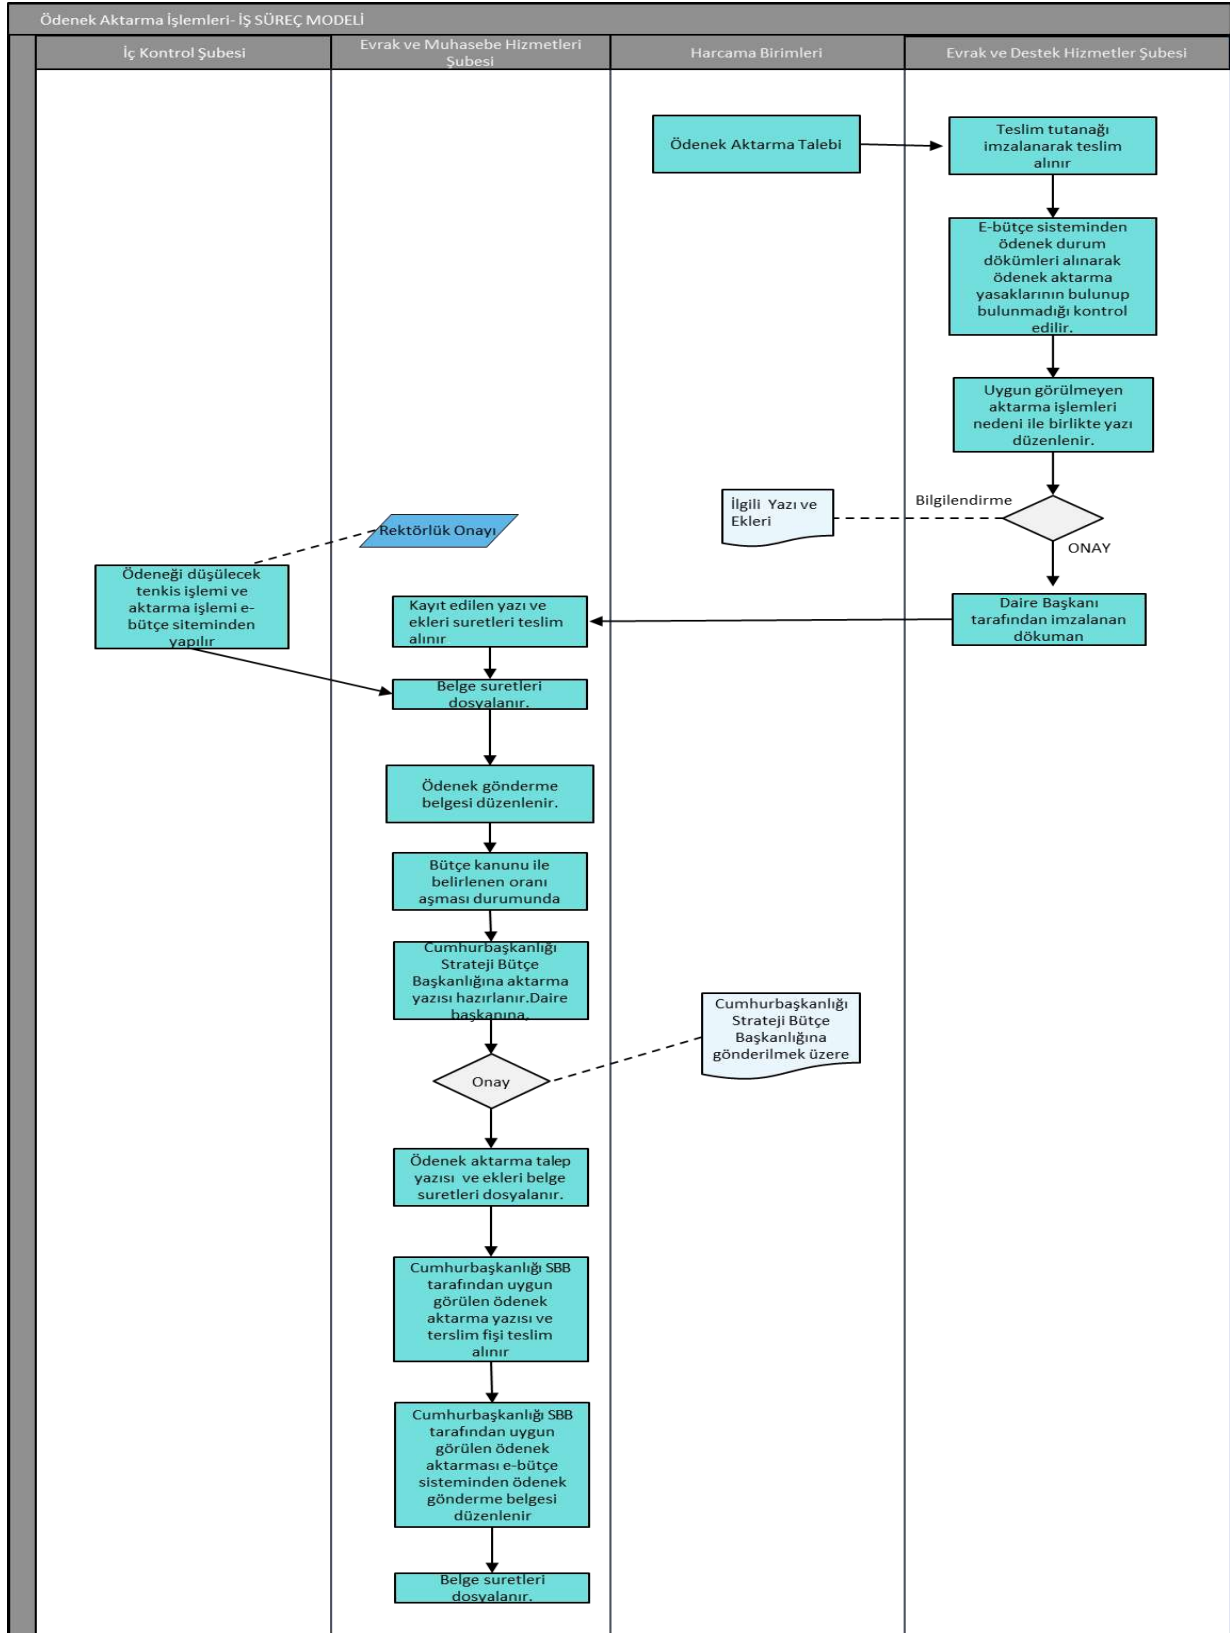 Ödenek Aktarma İşlemleri- İŞ SÜREÇ MODELİ
İç Kontrol Şubesi
Evrak ve Muhasebe Hizmetleri
Şubesi
Harcama Birimleri
Evrak ve Destek Hizmetler Şubesi
Ödenek Aktarma Talebi
Teslim tutanağı
imzalanarak teslim
alınır
E-bütçe sisteminden
ödenek durum
dökümleri alınarak
ödenek aktarma
yasaklarının bulunup
bulunmadığı kontrol
edilir.
Uygun görülmeyen
aktarma işlemleri
nedeni ile birlikte yazı
düzenlenir.
Bilgilendirme
İlgili Yazı ve
Ekleri
ONAY
Daire Başkanı
tarafından imzalanan
dökuman
Rektörlük Onayı
Ödeneği düşülecek
tenkis işlemi ve
aktarma işlemi e-
bütçe siteminden
yapılır
Kayıt edilen yazı ve
ekleri suretleri teslim
alınır
Belge suretleri
dosyalanır.
Ödenek gönderme
belgesi düzenlenir.
Bütçe kanunu ile
belirlenen oranı
aşması durumunda
Cumhurbaşkanlığı
Strateji Bütçe
Başkanlığına aktarma
yazısı hazırlanır.Daire
başkanına,
Cumhurbaşkanlığı
Strateji Bütçe
Başkanlığına
gönderilmek üzere
Onay
Ödenek aktarma talep
yazısı ve ekleri belge
suretleri dosyalanır.
Cumhurbaşkanlığı SBB
tarafından uygun
görülen ödenek
aktarma yazısı ve
terslim fişi teslim
alınır
Cumhurbaşkanlığı SBB
tarafından uygun
görülen ödenek
aktarması e-bütçe
sisteminden ödenek
gönderme belgesi
düzenlenir
Belge suretleri
dosyalanır.